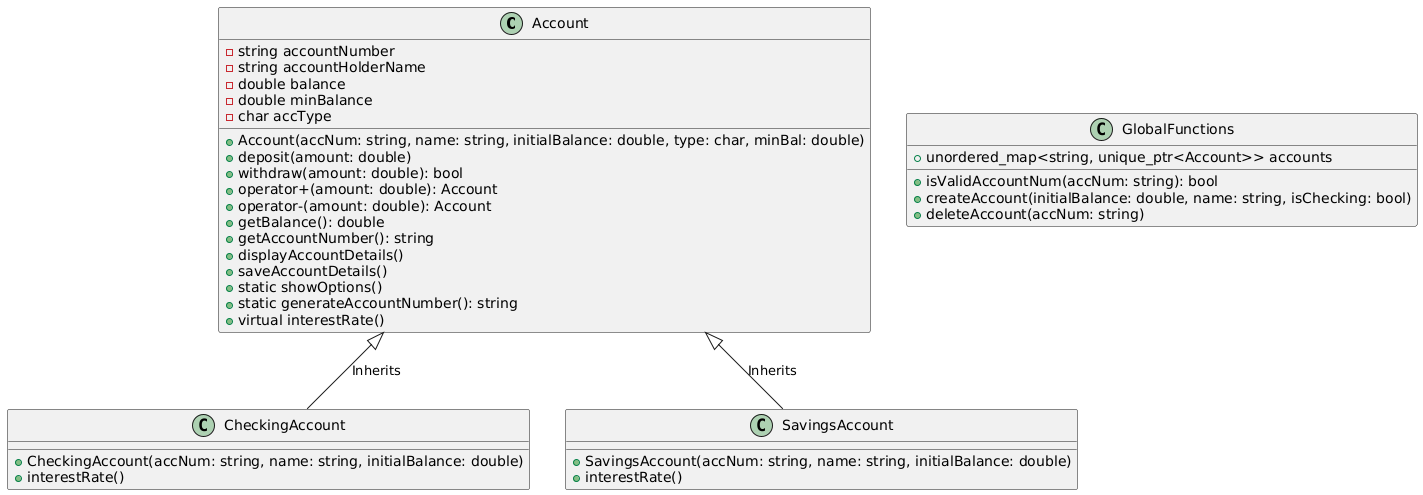 C Account
string accountNumber
string accountHolderName
double balance
double minBalance
char accType
Account(accNum: string, name: string, initialBalance: double, type: char, minBal: double)
deposit(amount: double)
withdraw(amount: double): bool
operator+(amount: double): Account
operator-(amount: double): Account
getBalance(): double
getAccountNumber(): string
displayAccountDetails()
saveAccountDetails()
static showOptions()
static generateAccountNumber(): string
virtual interestRate()
C GlobalFunctions
unordered_map<string, unique_ptr<Account>> accounts
isValidAccountNum(accNum: string): bool
createAccount(initialBalance: double, name: string, isChecking: bool)
deleteAccount(accNum: string)
Inherits
Inherits
C CheckingAccount
CheckingAccount(accNum: string, name: string, initialBalance: double)
interestRate()
C SavingsAccount
SavingsAccount(accNum: string, name: string, initialBalance: double)
interestRate()